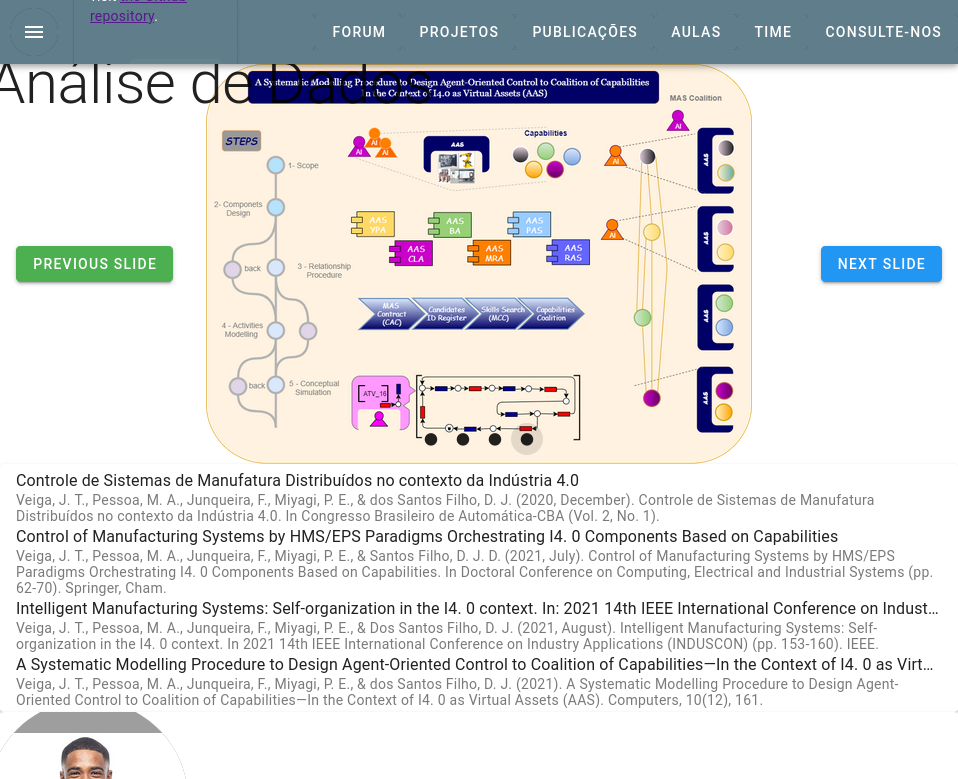 the GitHub
repository.
FORUM PROJETOS PUBLICAÇÕES AULAS TIME CONSULTE-NOS
Análise de Dados
A Systematic Modelling Procedure to Design Agent-Oriented Control to Coalition of Capabilities
In the Context of I4.0 as Virtual Assets (AAS)
MAS Coalition
STEPS
1- Scope
2- Componets
Design
back
3 - Relationship
Procedure
4 - Activities
Modelling
back
5 - Conceptual
Simulation
AI
AI
AI
AAS
Capabilities
AAS
YPA
AAS
BA
AAS
PAS
AAS
CLA
AAS
MRA
AAS
RAS
MAS
Contract
(CAC)
Candidates
ID Register
Skills Search
(MCC)
Capabilities
Coalition
ATV_16
AI
AI
AI
AI
AAS
AAS
AAS
AAS
PREVIOUS SLIDE
NEXT SLIDE
Controle de Sistemas de Manufatura Distribuídos no contexto da Indústria 4.0
Veiga, J. T., Pessoa, M. A., Junqueira, F., Miyagi, P. E., & dos Santos Filho, D. J. (2020, December). Controle de Sistemas de Manufatura
Distribuídos no contexto da Indústria 4.0. In Congresso Brasileiro de Automática-CBA (Vol. 2, No. 1).
Control of Manufacturing Systems by HMS/EPS Paradigms Orchestrating I4. 0 Components Based on Capabilities
Veiga, J. T., Pessoa, M. A., Junqueira, F., Miyagi, P. E., & Santos Filho, D. J. D. (2021, July). Control of Manufacturing Systems by HMS/EPS
Paradigms Orchestrating I4. 0 Components Based on Capabilities. In Doctoral Conference on Computing, Electrical and Industrial Systems (pp.
62-70). Springer, Cham.
Intelligent Manufacturing Systems: Self-organization in the I4. 0 context. In: 2021 14th IEEE International Conference on Indust…
Veiga, J. T., Pessoa, M. A., Junqueira, F., Miyagi, P. E., & Dos Santos Filho, D. J. (2021, August). Intelligent Manufacturing Systems: Self-
organization in the I4. 0 context. In 2021 14th IEEE International Conference on Industry Applications (INDUSCON) (pp. 153-160). IEEE.
A Systematic Modelling Procedure to Design Agent-Oriented Control to Coalition of Capabilities—In the Context of I4. 0 as Virt…
Veiga, J. T., Pessoa, M. A., Junqueira, F., Miyagi, P. E., & dos Santos Filho, D. J. (2021). A Systematic Modelling Procedure to Design Agent-
Oriented Control to Coalition of Capabilities—In the Context of I4. 0 as Virtual Assets (AAS). Computers, 10(12), 161.